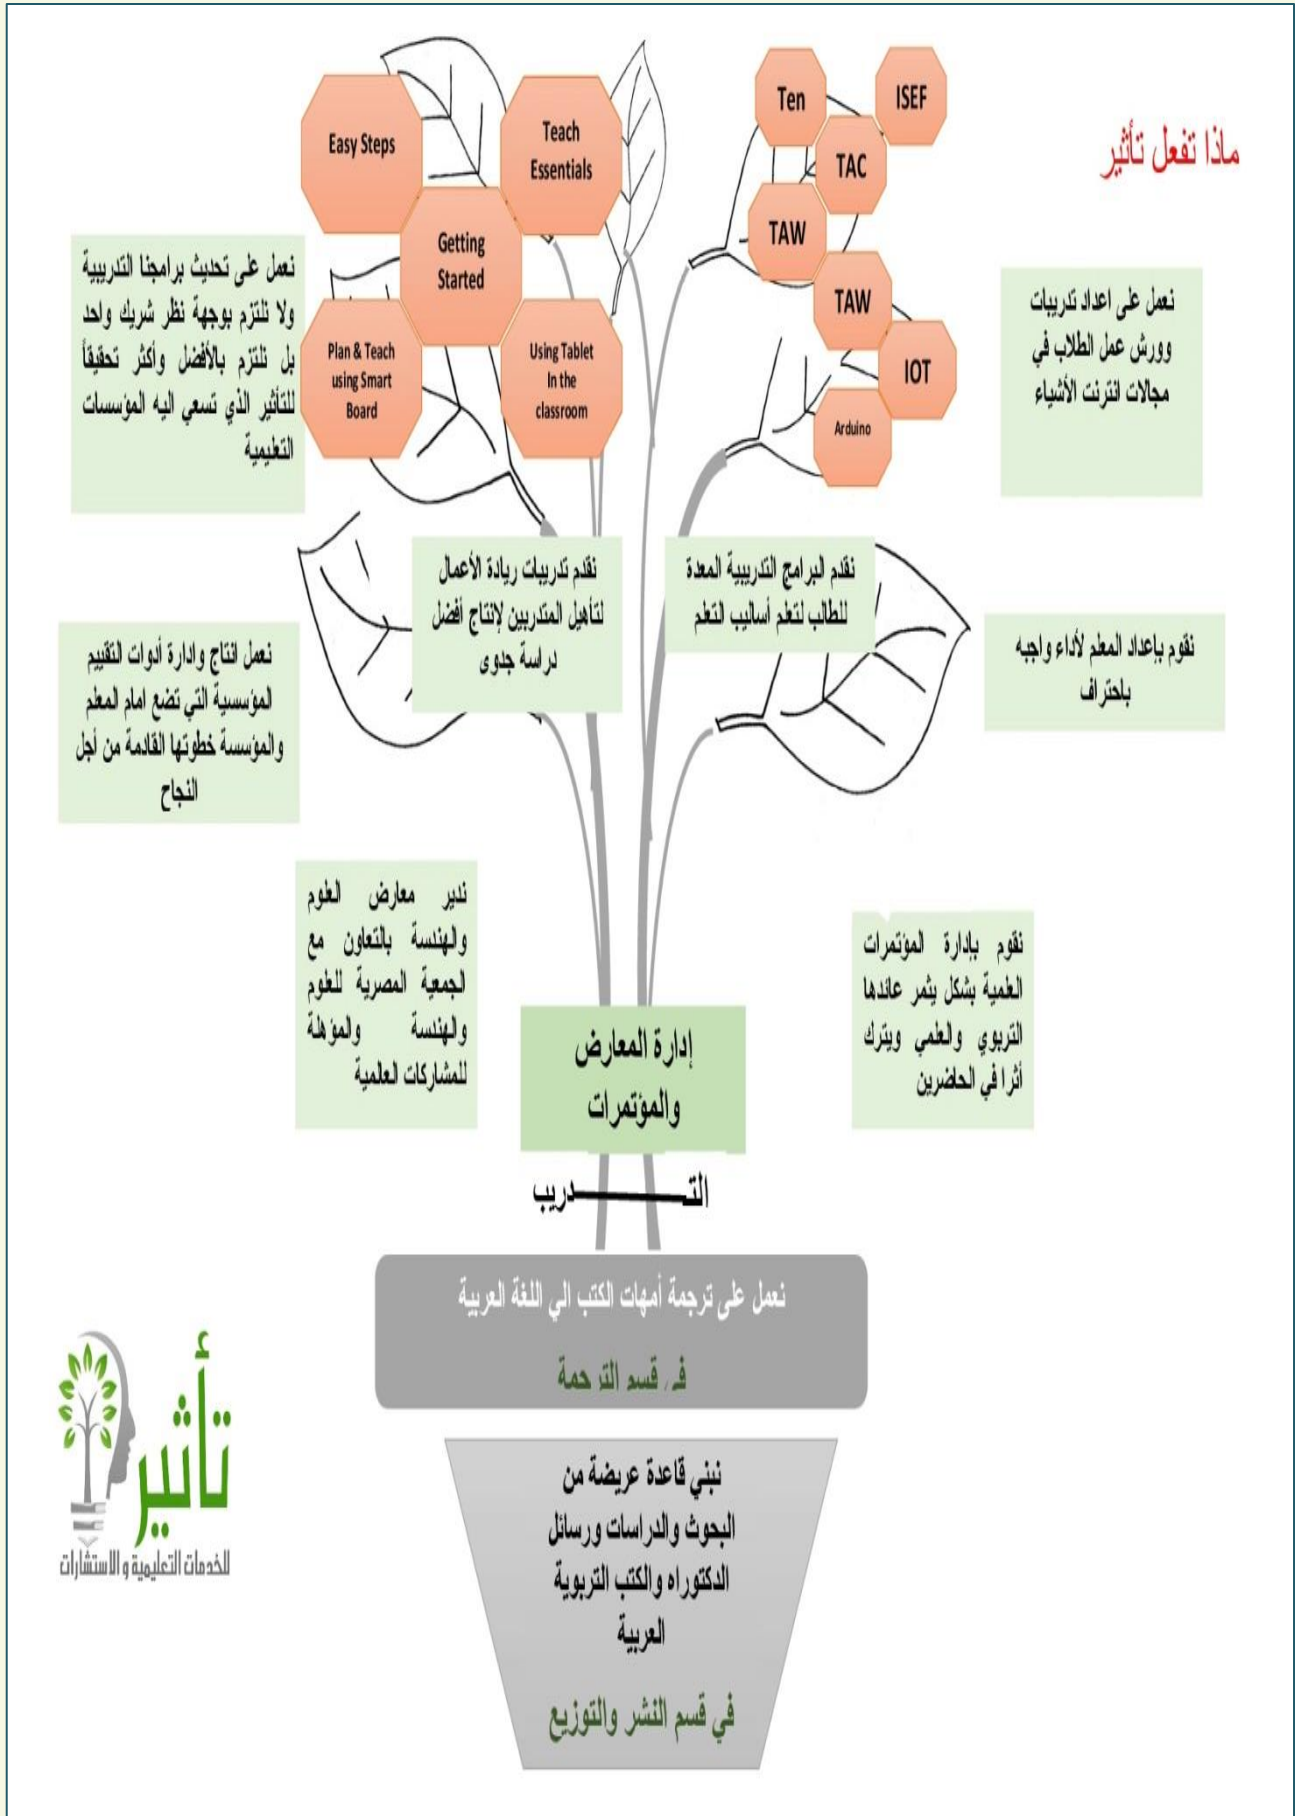 ماذا تفعل تأثير
Ten
ISEF
TAC
TAW
TAW
IOT
Arduino
Easy Steps
Teach
Essentials
Getting
Started
Plan & Teach
using Smart
Board
Using Tablet
In the
classroom
نعمل على اعداد تدريبات
وورش عمل الطلاب في
مجالات انترنت الأشياء
نعمل على تحديث برامجنا التدريبية
ولا نلتزم بوجهة نظر شريك واحد
بل نلتزم بالأفضل وأكثر تحقيقاً
للتأثير الذي تسعي اليه المؤسسات
التعليمية
نقوم بإعداد المعلم لأداء واجبه
باحتراف
نقدم البرامج التدريبية المعدة
للطالب لتعلم أساليب التعلم
نقدم تدريبات ريادة الأعمال
لتأهيل المتدربين لإنتاج أفضل
دراسة جدوى
نعمل انتاج وادارة أدوات التقييم
المؤسسية التي تضع امام المعلم
والمؤسسة خطوتها القادمة من أجل
النجاح
نقوم بإدارة المؤتمرات
العلمية بشكل يثمر عائدها
التربوي والعلمي ويترك
أثرا في الحاضرين
ندير معارض العلوم
والهندسة بالتعاون مع
الجمعية المصرية للعلوم
والهندسة والمؤهلة
للمشاركات العالمية
إدارة المعارض
والمؤتمرات
التـــــدريب
نعمل على ترجمة أمهات الكتب الي اللغة العربية
في قسم الترجمة
نبني قاعدة عريضة من
البحوث والدراسات ورسائل
الدكتوراه والكتب التربوية
العربية
في قسم النشر والتوزيع
تأثير
للخدمات التعليمية و الاستشارات